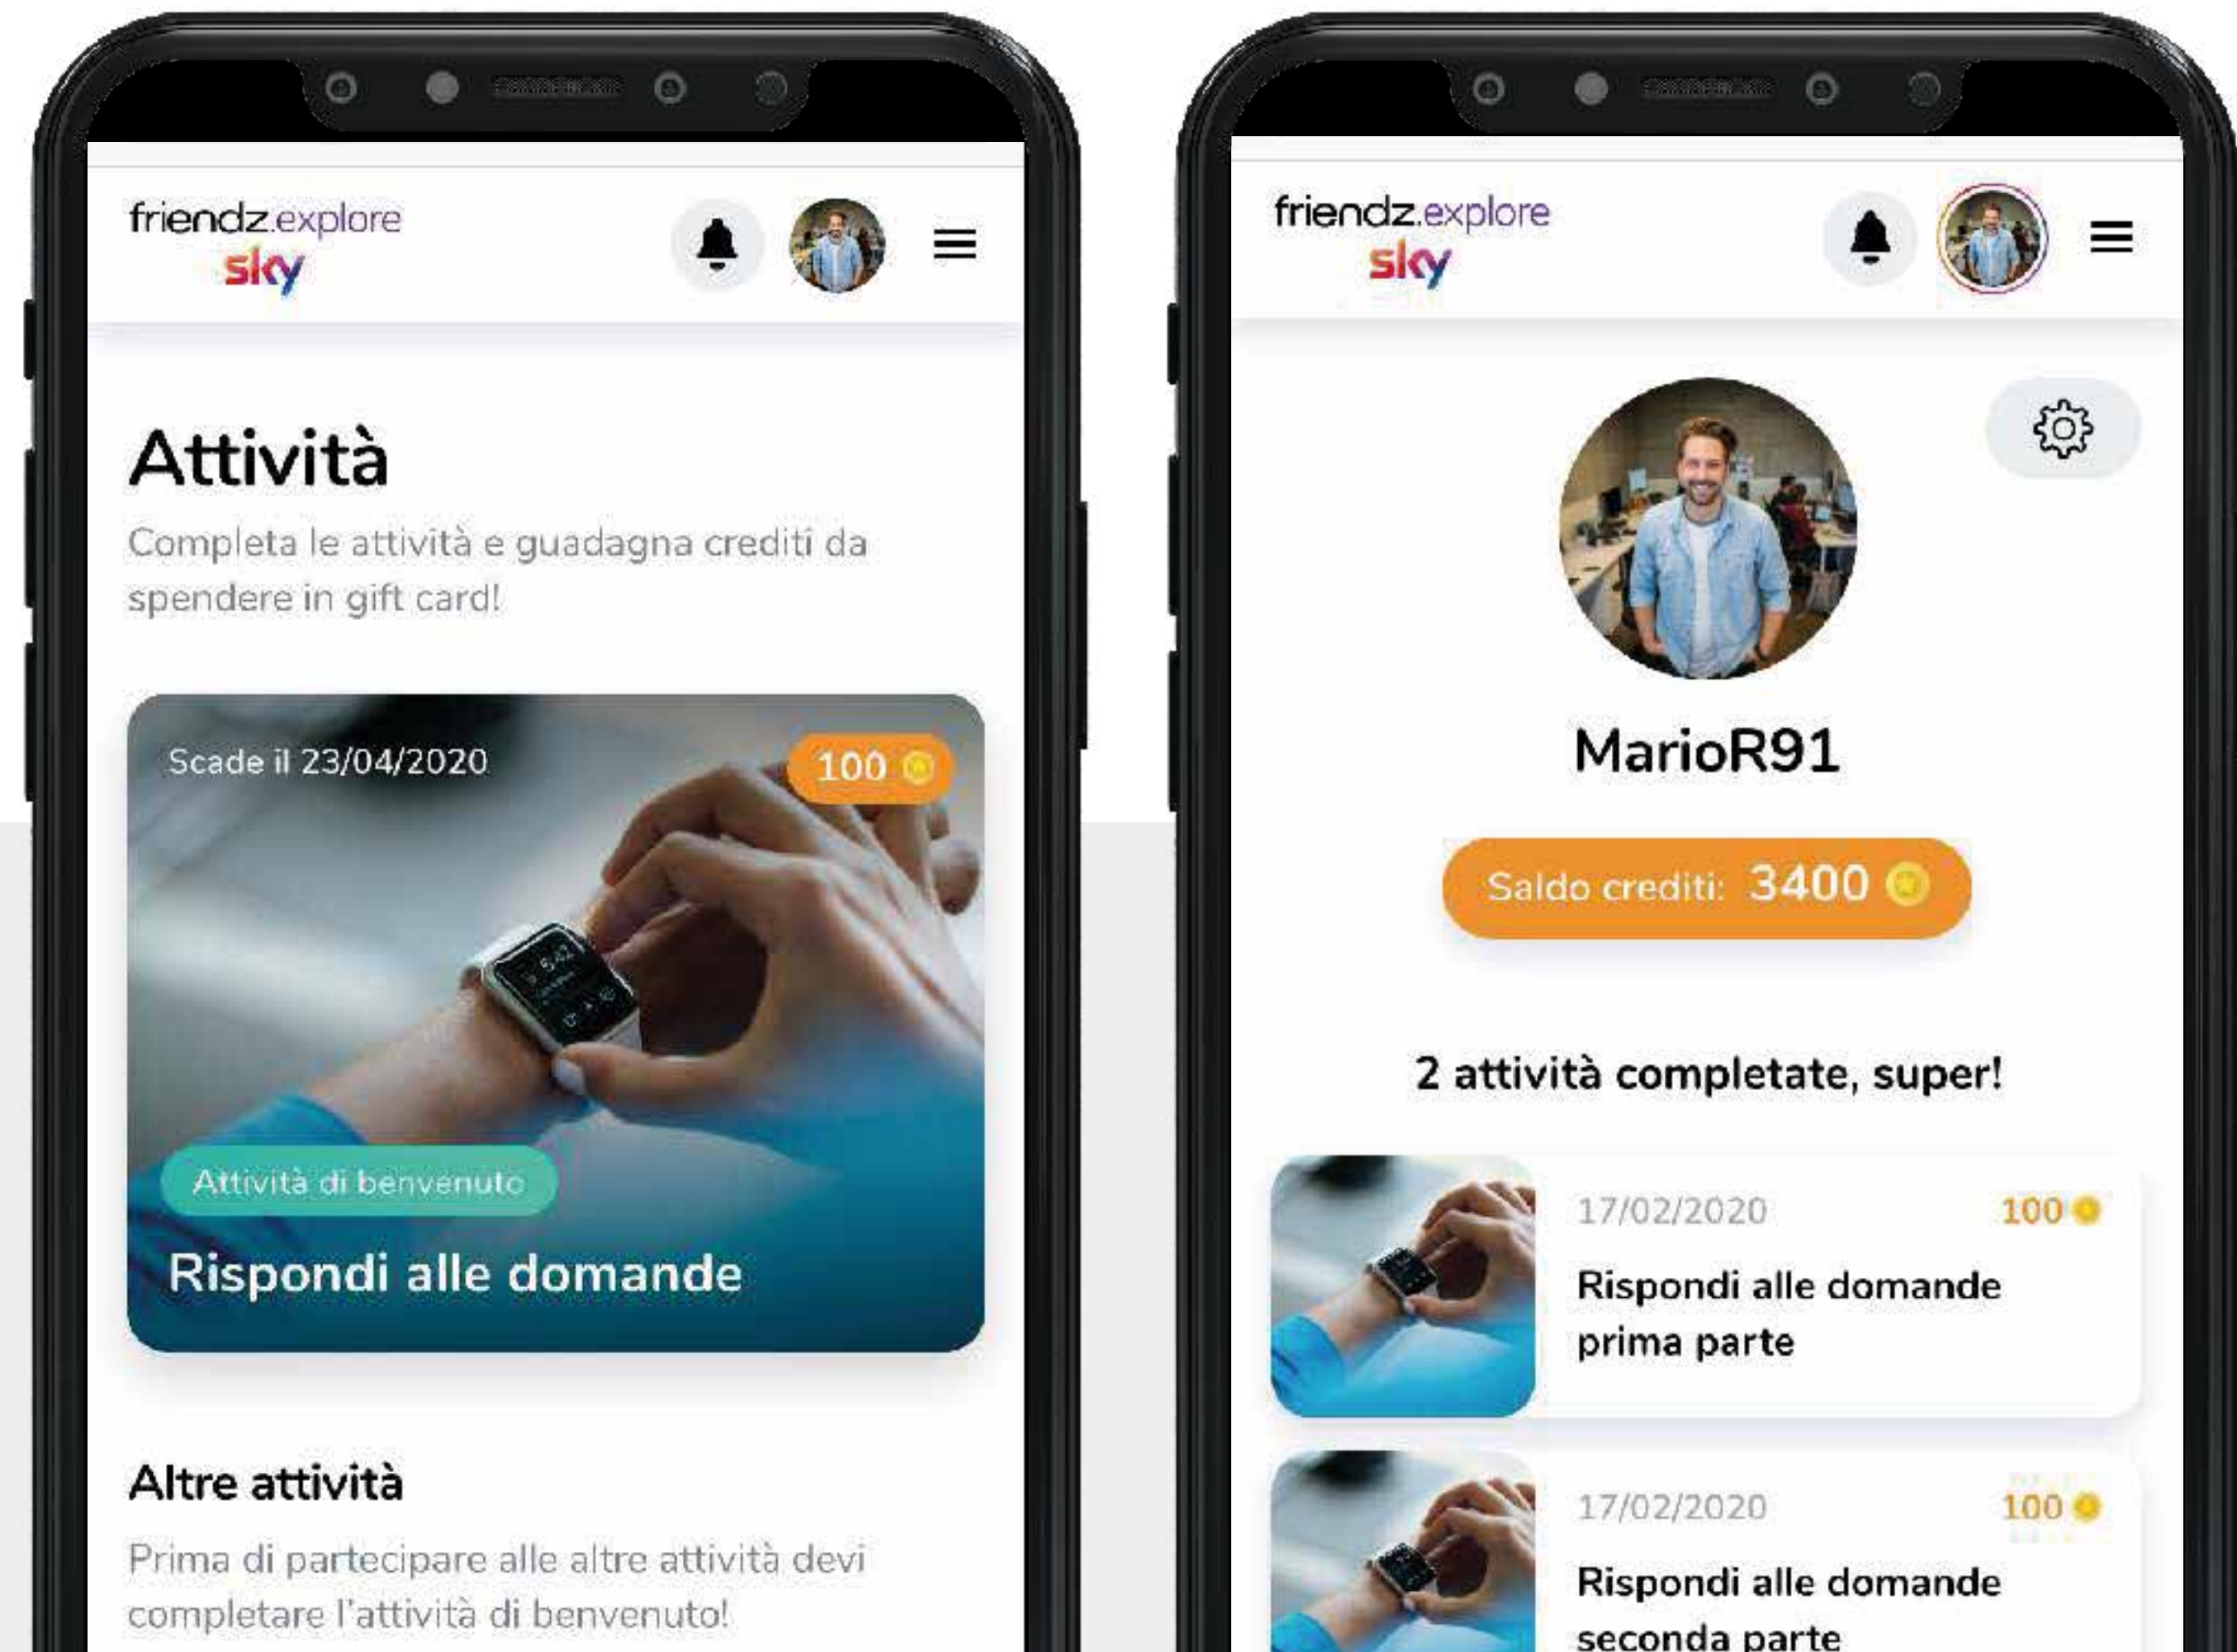 friendz.explore
sky
Attività
Completa le attività e guadagna crediti da
spendere in gift card!
Scade il 23/04/2020
100
Attività di benvenuto
Rispondi alle domande
Altre attività
Prima di partecipare alle altre attività devi
completare l'attività di benvenuto!
friendz.explore
sky
MarioR91
Saldo crediti: 3400
2 attività completate, super!
17/02/2020 100
Rispondi alle domande
prima parte
17/02/2020 100
Rispondi alle domande
seconda parte